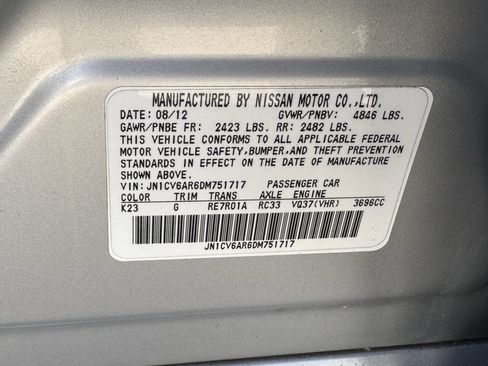 MANUFACTURED BY NISSAN MOTOR CO.,LTD.
DATE: 08/12 GVWR/PNBV: 4846 LBS.
GAWR/PNBE FR: 2423 LBS. RR: 2482 LBS.
THIS VEHICLE CONFORMS TO ALL APPLICABLE FEDERAL
MOTOR VEHICLE SAFETY,BUMPER,AND THEFT PREVENTION
STANDARDS IN EFFECT ON THE DATE OF MANUFACTURE
SHOWN ABOVE.
VIN: JN1CV6AR6DM751717 PASSENGER CAR
COLOR TRIM TRANS AXLE ENGINE
K23 G RE7R01A RC33 VQ37(VHR) 3696CC
JN1CV6AR6DM751717